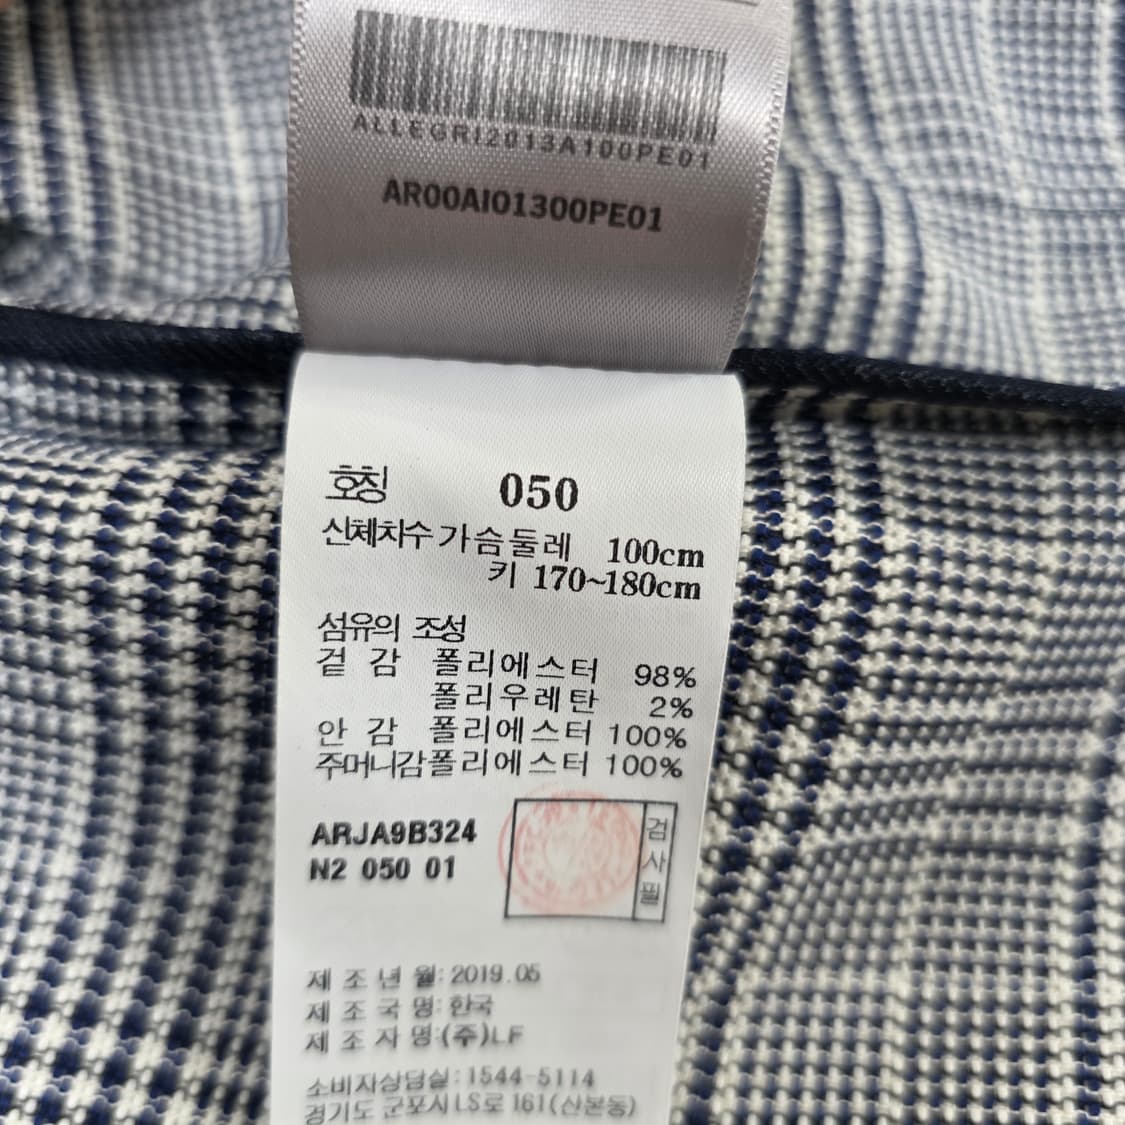 ALLEGRI2013A100PE01
AR00AI01300PE01
호칭 050
신체치수 가슴둘레 100cm
키 170~180cm
섬유의 조성
겉 감 폴리에스터 98%
폴리우레탄 2%
안 감 폴리에스터 100%
주머니감 폴리에스터 100%
ARJA9B324
N2 050 01
검사필
제 조 년 월: 2019.05
제 조 국 명: 한국
제 조 자 명:(주)LF
소비자상담실: 1544-5114
경기도 군포시 LS로 161(산본동)